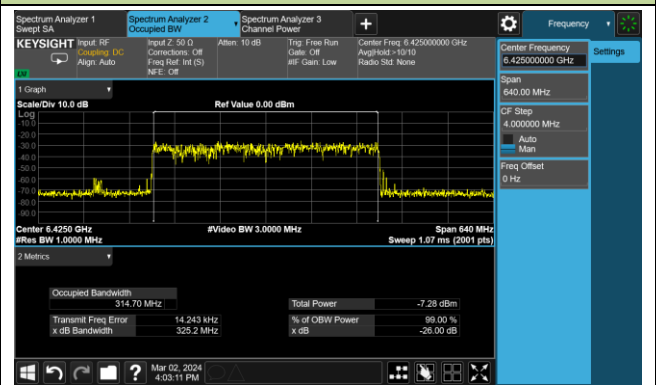 Spectrum Analyzer 1
Swept SA
Spectrum Analyzer 2
Occupied BW
Spectrum Analyzer 3
Channel Power
+
Frequency
KEYSIGHT
Input: RF
Coupling: DC
Align: Auto
Input Z: 50 Ω
Corrections: Off
Freq Ref: Int (S)
NFE: Off
Atten: 10 dB
Trig: Free Run
Gate: Off
#IF Gain: Low
Center Freq: 6.425000000 GHz
Avg|Hold:>10/10
Radio Std: None
Center Frequency
6.425000000 GHz
Settings
Span
640.00 MHz
CF Step
4.000000 MHz
Auto
Man
Freq Offset
0 Hz
1 Graph
Scale/Div 10.0 dB
Ref Value 0.00 dBm
Log
-10.0
-20.0
-30.0
-40.0
-50.0
-60.0
-70.0
-80.0
-90.0
Center 6.4250 GHz
#Video BW 3.0000 MHz
Span 640 MHz
#Res BW 1.0000 MHz
Sweep 1.07 ms (2001 pts)
2 Metrics
Occupied Bandwidth
314.70 MHz
Total Power
-7.28 dBm
Transmit Freq Error
14.243 kHz
% of OBW Power
99.00 %
x dB Bandwidth
325.2 MHz
x dB
-26.00 dB
?
Mar 02, 2024
4:03:11 PM